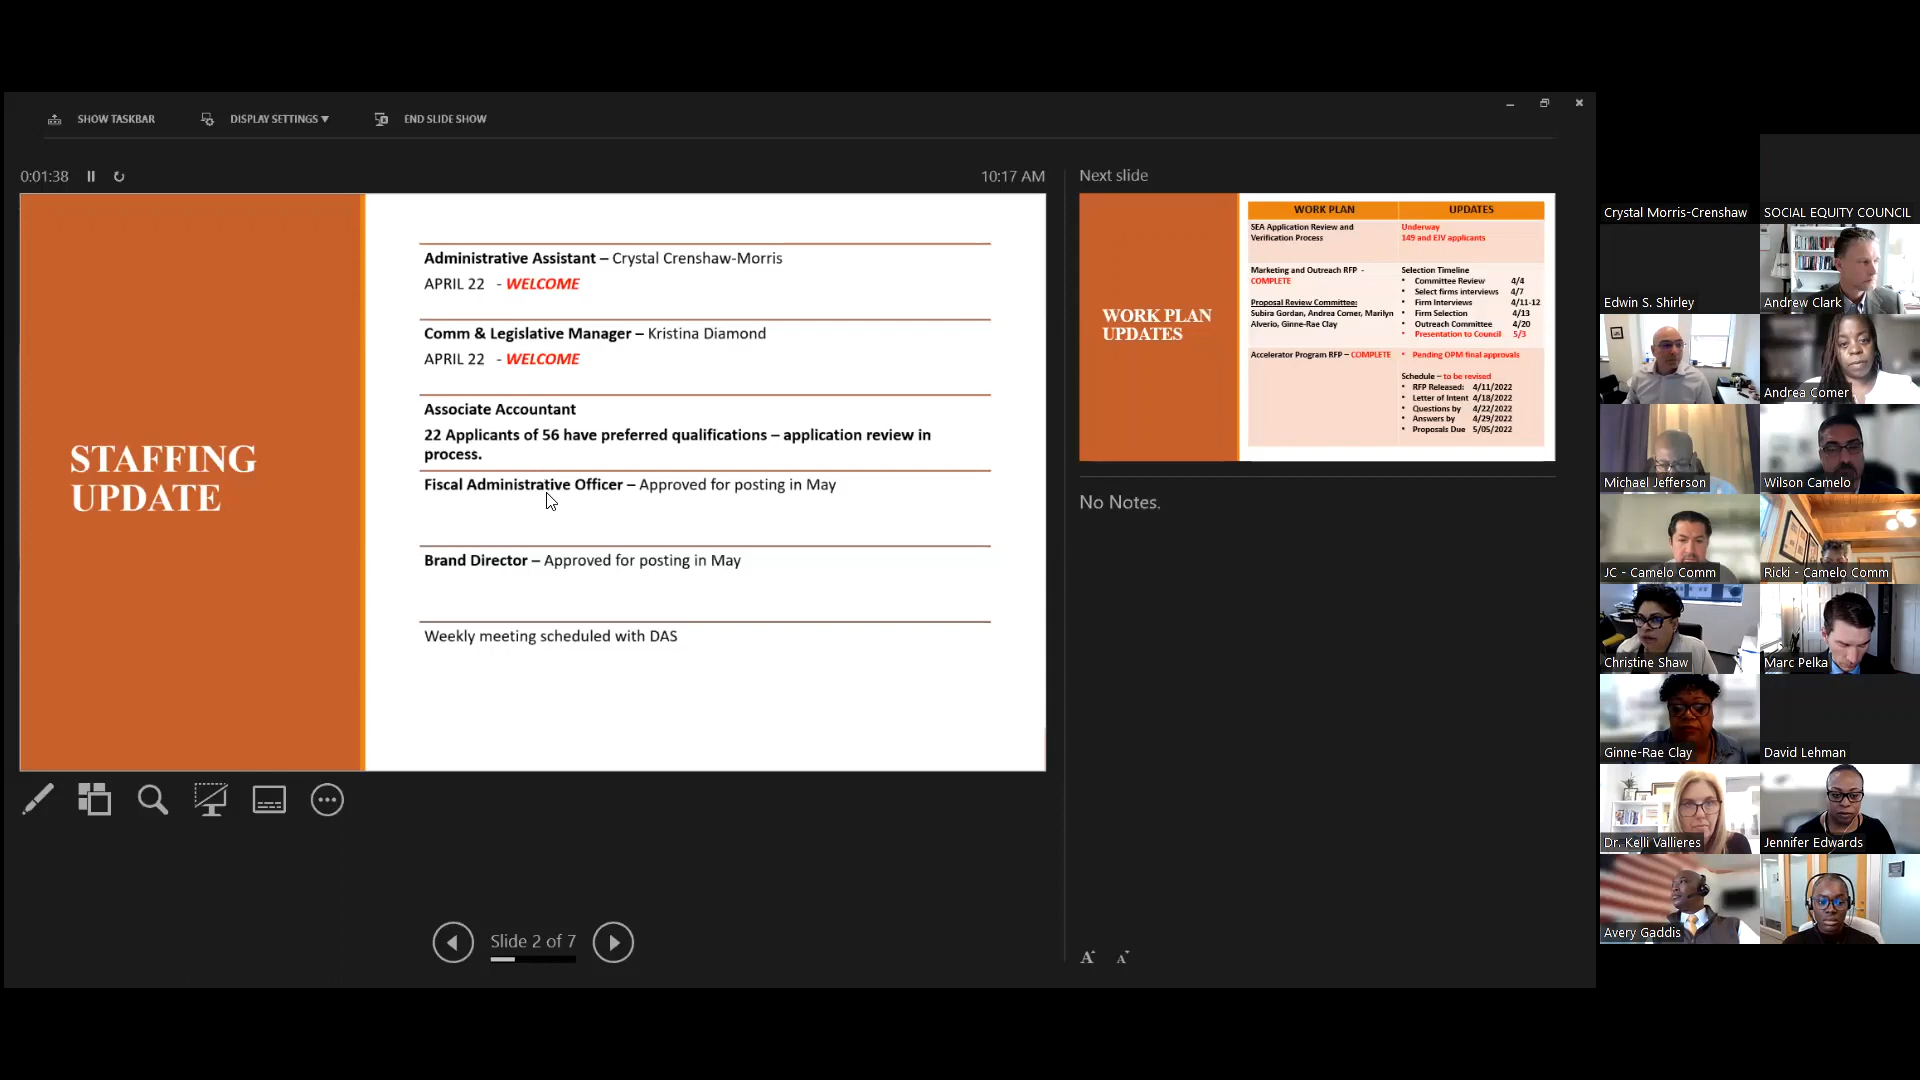 SHOW TASKBAR
DISPLAY SETTINGS ▼
END SLIDE SHOW
0:01:38
10:17 AM
STAFFING
UPDATE
Administrative Assistant – Crystal Crenshaw-Morris
APRIL 22 - WELCOME
Comm & Legislative Manager – Kristina Diamond
APRIL 22 - WELCOME
Associate Accountant
22 Applicants of 56 have preferred qualifications – application review in
process.
Fiscal Administrative Officer – Approved for posting in May
Brand Director – Approved for posting in May
Weekly meeting scheduled with DAS
Slide 2 of 7
Next slide
WORK PLAN
UPDATES
WORK PLAN
UPDATES
SEA Application Review and
Verification Process
Underway
149 and EJV applicants
Marketing and Outreach RFP -
COMPLETE
Proposal Review Committee:
Subira Gordan, Andrea Comer, Marilyn
Alverio, Ginne-Rae Clay
Selection Timeline
• Committee Review 4/4
• Select firms interviews 4/7
• Firm Interviews 4/11-12
• Firm Selection 4/13
• Outreach Committee 4/20
• Presentation to Council 5/3
Accelerator Program RFP – COMPLETE
• Pending OPM final approvals
Schedule – to be revised
• RFP Released: 4/11/2022
• Letter of Intent 4/18/2022
• Questions by 4/22/2022
• Answers by 4/29/2022
• Proposals Due 5/05/2022
No Notes.
A A
Crystal Morris-Crenshaw
SOCIAL EQUITY COUNCIL
Edwin S. Shirley
Andrew Clark
Andrea Comer
Michael Jefferson
Wilson Camelo
JC - Camelo Comm
Ricki - Camelo Comm
Christine Shaw
Marc Pelka
Ginne-Rae Clay
David Lehman
Dr. Kelli Vallieres
Jennifer Edwards
Avery Gaddis